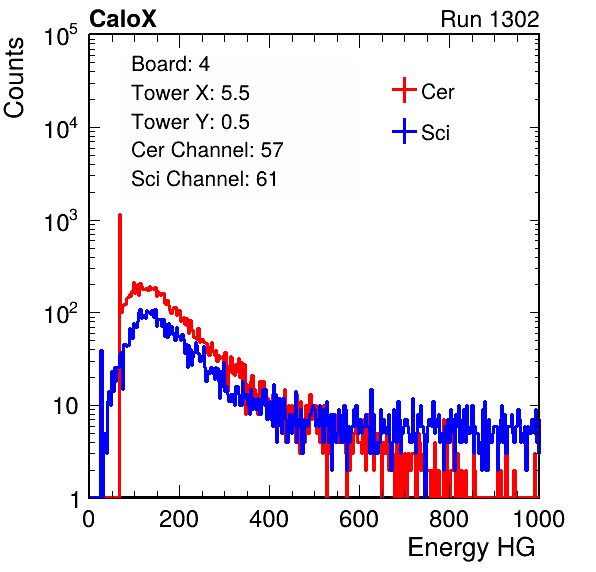 CaloX Run 1302
Counts
Board: 4
Tower X: 5.5
Tower Y: 0.5
Cer Channel: 57
Sci Channel: 61
Cer
Sci
10^5
10^4
10^3
10^2
10
1
0 200 400 600 800 1000
Energy HG